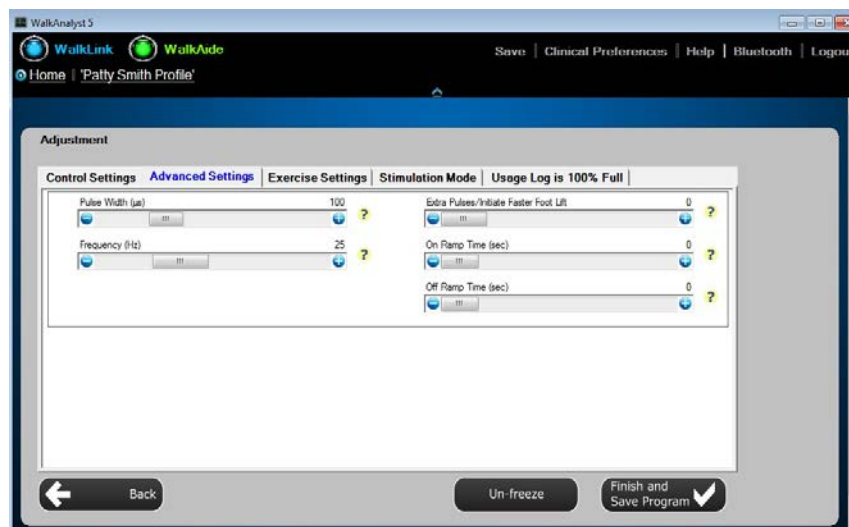 WalkAnalyst 5
WalkLink WalkAide
Save | Clinical Preferences | Help | Bluetooth | Logou
Home | 'Patty Smith Profile'
Adjustment
Control Settings | Advanced Settings | Exercise Settings | Stimulation Mode | Usage Log is 100% Full
Pulse Width (µs) 100 ?
Extra Pulses/Initiate Faster Foot Lift 0 ?
Frequency (Hz) 25 ?
On Ramp Time (sec) 0 ?
Off Ramp Time (sec) 0 ?
Back
Un-freeze
Finish and
Save Program